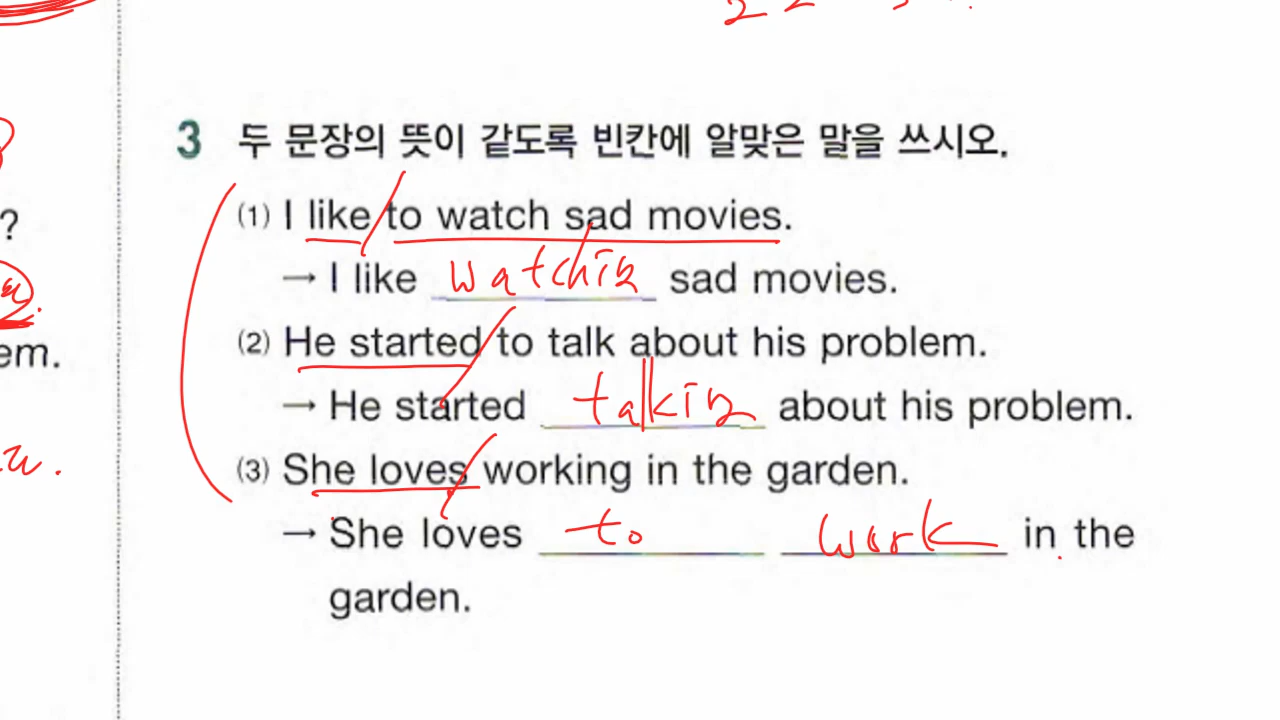 3 두 문장의 뜻이 같도록 빈칸에 알맞은 말을 쓰시오.
?
(1) I like to watch sad movies.
→ I like watching sad movies.
(2) He started to talk about his problem.
em.
→ He started talking about his problem.
(3) She loves working in the garden.
→ She loves to work in the
garden.